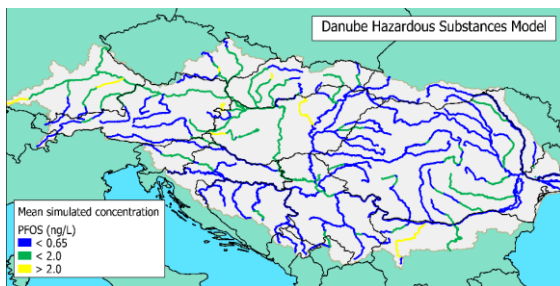 Danube Hazardous Substances Model
Mean simulated concentration
PFOS (ng/L)
< 0.65
< 2.0
> 2.0